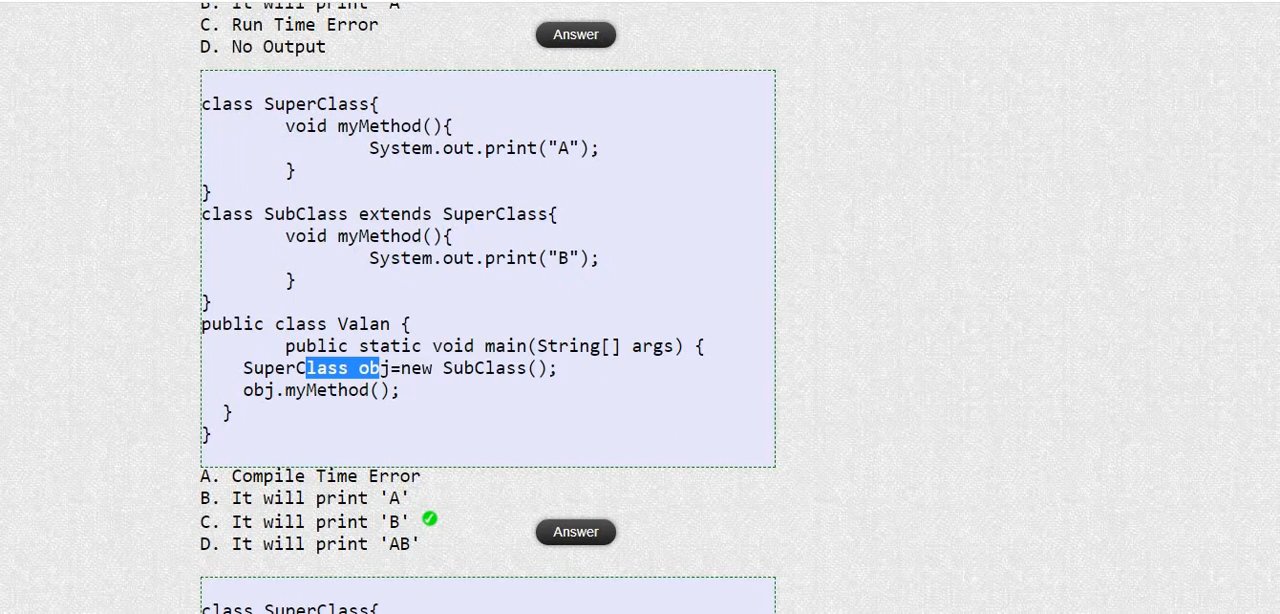 B. It will print 'A'
C. Run Time Error
D. No Output
Answer
class SuperClass{
void myMethod(){
System.out.print("A");
}
}
class SubClass extends SuperClass{
void myMethod(){
System.out.print("B");
}
}
public class Valan {
public static void main(String[] args) {
SuperClass obj=new SubClass();
obj.myMethod();
}
}
A. Compile Time Error
B. It will print 'A'
C. It will print 'B'
D. It will print 'AB'
Answer
class SuperClass{